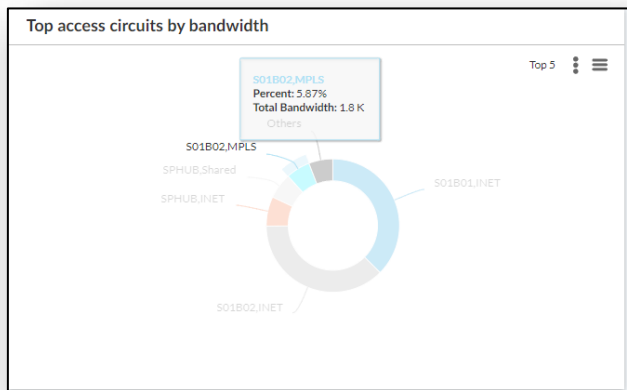 Top access circuits by bandwidth
Top 5
S01B02,MPLS
Percent: 5.87%
Total Bandwidth: 1.8 K
Others
S01B02,MPLS
SPHUB,Shared
S01B01,INET
SPHUB,INET
S01B02,INET